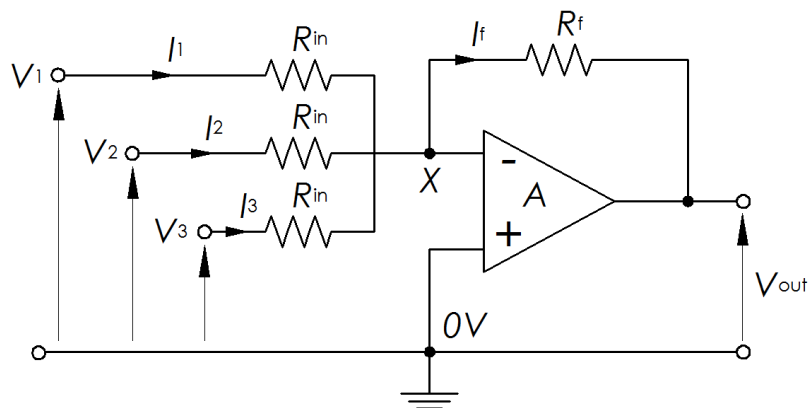 I1
Rin
If
Rf
V1
I2
Rin
V2
X
-
A
I3
Rin
V3
+
0V
Vout